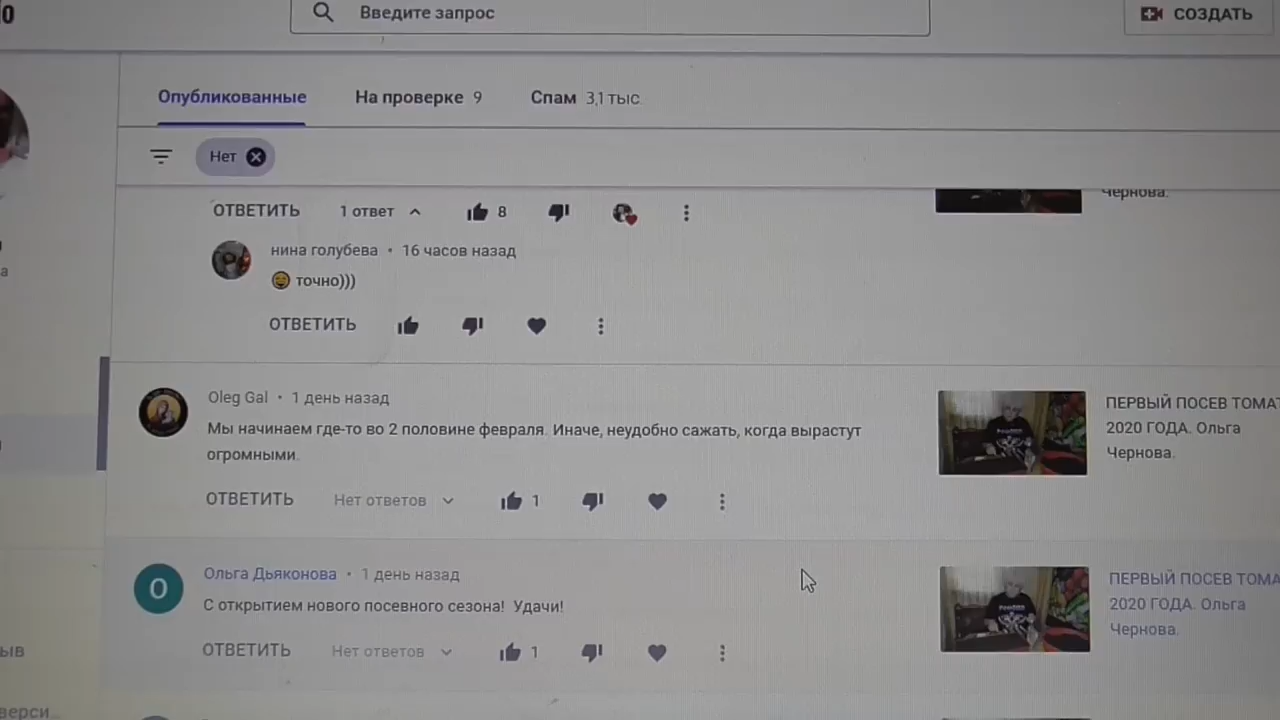 Введите запрос
СОЗДАТЬ
Опубликованные
На проверке 9
Спам 3,1 тыс.
Нет
ОТВЕТИТЬ 1 ответ 8
Чернова.
нина голубева • 16 часов назад
точно)))
ОТВЕТИТЬ
Oleg Gal • 1 день назад
Мы начинаем где-то во 2 половине февраля. Иначе, неудобно сажать, когда вырастут
огромными.
ОТВЕТИТЬ Нет ответов 1
ПЕРВЫЙ ПОСЕВ ТОМАТ
2020 ГОДА. Ольга
Чернова.
О
Ольга Дьяконова • 1 день назад
С открытием нового посевного сезона! Удачи!
ОТВЕТИТЬ Нет ответов 1
ПЕРВЫЙ ПОСЕВ ТОМА
2020 ГОДА. Ольга
Чернова.